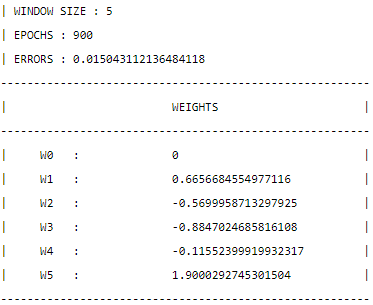 | WINDOW SIZE : 5
| EPOCHS : 900
| ERRORS : 0.015043112136484118
-----------------------------------------------------
| WEIGHTS |
-----------------------------------------------------
| W0 : 0 |
| W1 : 0.6656684554977116 |
| W2 : -0.5699958713297925 |
| W3 : -0.8847024685816108 |
| W4 : -0.11552399919932317 |
| W5 : 1.9000292745301504 |
-----------------------------------------------------